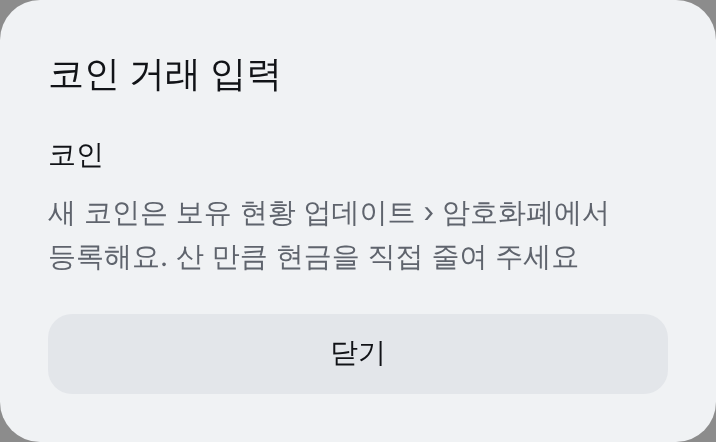 코인 거래 입력
코인
새 코인은 보유 현황 업데이트 › 암호화폐에서
등록해요. 산 만큼 현금을 직접 줄여 주세요
닫기